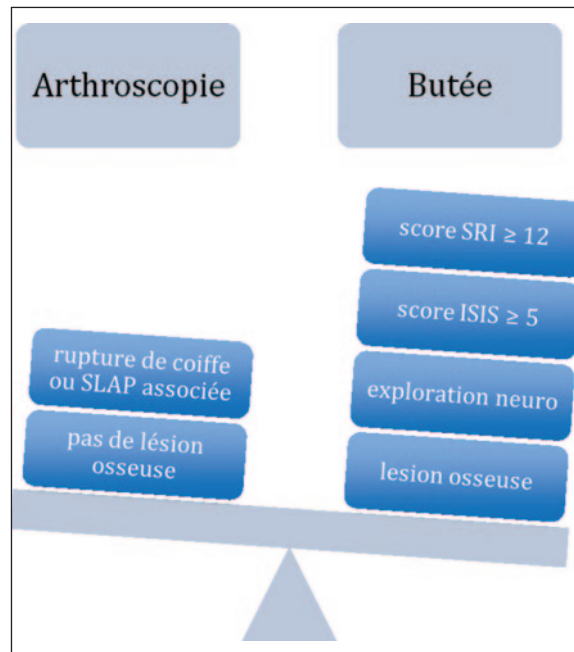 Arthroscopie
Butée
score SRI ≥ 12
score ISIS ≥ 5
rupture de coiffe
ou SLAP associée
exploration neuro
pas de lésion
osseuse
lesion osseuse